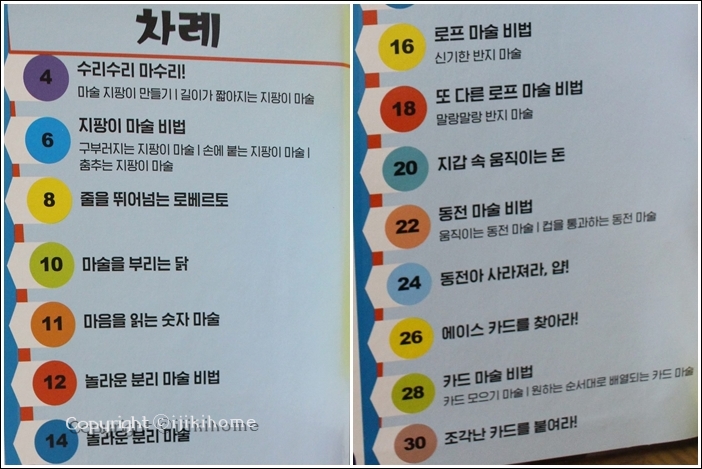 차례
4
수리수리 마수리!
마술 지팡이 만들기 | 길이가 짧아지는 지팡이 마술
6
지팡이 마술 비법
구부러지는 지팡이 마술 | 손에 붙는 지팡이 마술 |
춤추는 지팡이 마술
8
줄을 뛰어넘는 로베르토
10
마술을 부리는 닭
11
마음을 읽는 숫자 마술
12
놀라운 분리 마술 비법
14
놀라운 분리 마술
Copyright ©ijikihome
16
로프 마술 비법
신기한 반지 마술
18
또 다른 로프 마술 비법
말랑말랑 반지 마술
20
지갑 속 움직이는 돈
22
동전 마술 비법
움직이는 동전 마술 | 컵을 통과하는 동전 마술
24
동전아 사라져라, 얍!
26
에이스 카드를 찾아라!
28
카드 마술 비법
카드 모으기 마술 | 원하는 순서대로 배열되는 카드 마술
30
조각난 카드를 붙여라!